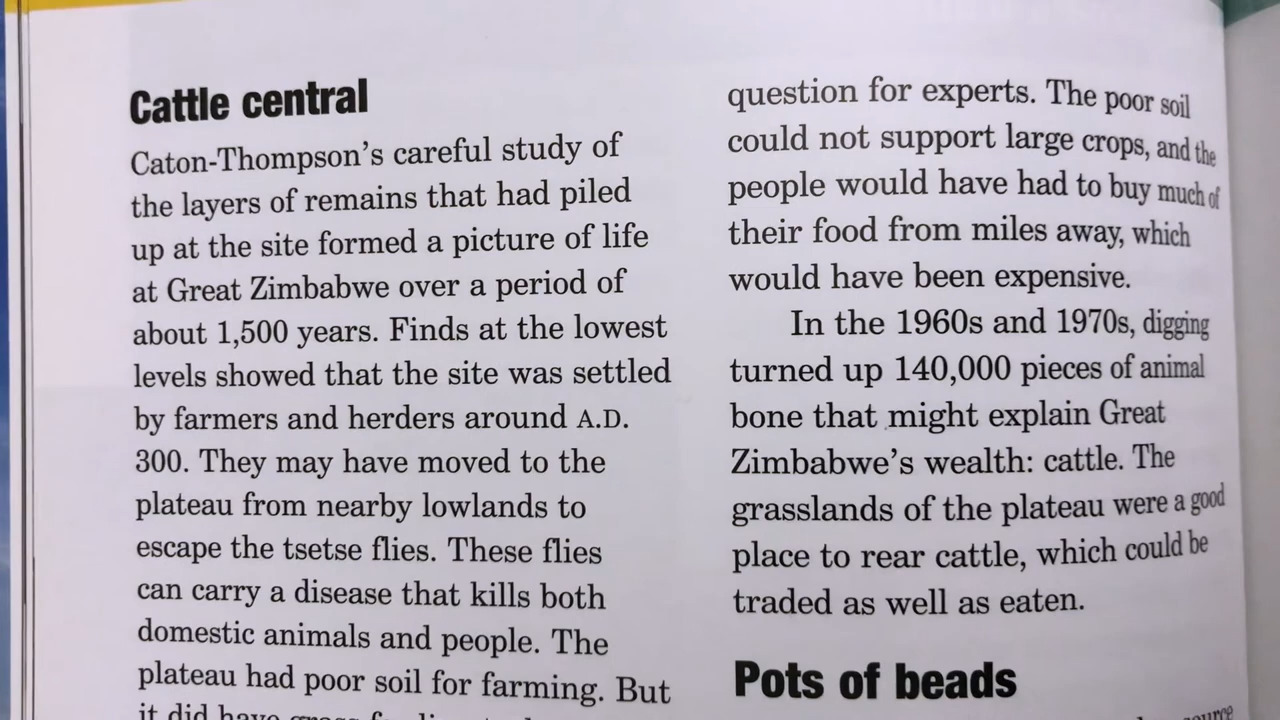 Cattle central
Caton-Thompson's careful study of
the layers of remains that had piled
up at the site formed a picture of life
at Great Zimbabwe over a period of
about 1,500 years. Finds at the lowest
levels showed that the site was settled
by farmers and herders around A.D.
300. They may have moved to the
plateau from nearby lowlands to
escape the tsetse flies. These flies
can carry a disease that kills both
domestic animals and people. The
plateau had poor soil for farming. But
it did have
question for experts. The poor soil
could not support large crops, and the
people would have had to buy much of
their food from miles away, which
would have been expensive.
In the 1960s and 1970s, digging
turned up 140,000 pieces of animal
bone that might explain Great
Zimbabwe's wealth: cattle. The
grasslands of the plateau were a good
place to rear cattle, which could be
traded as well as eaten.
Pots of beads